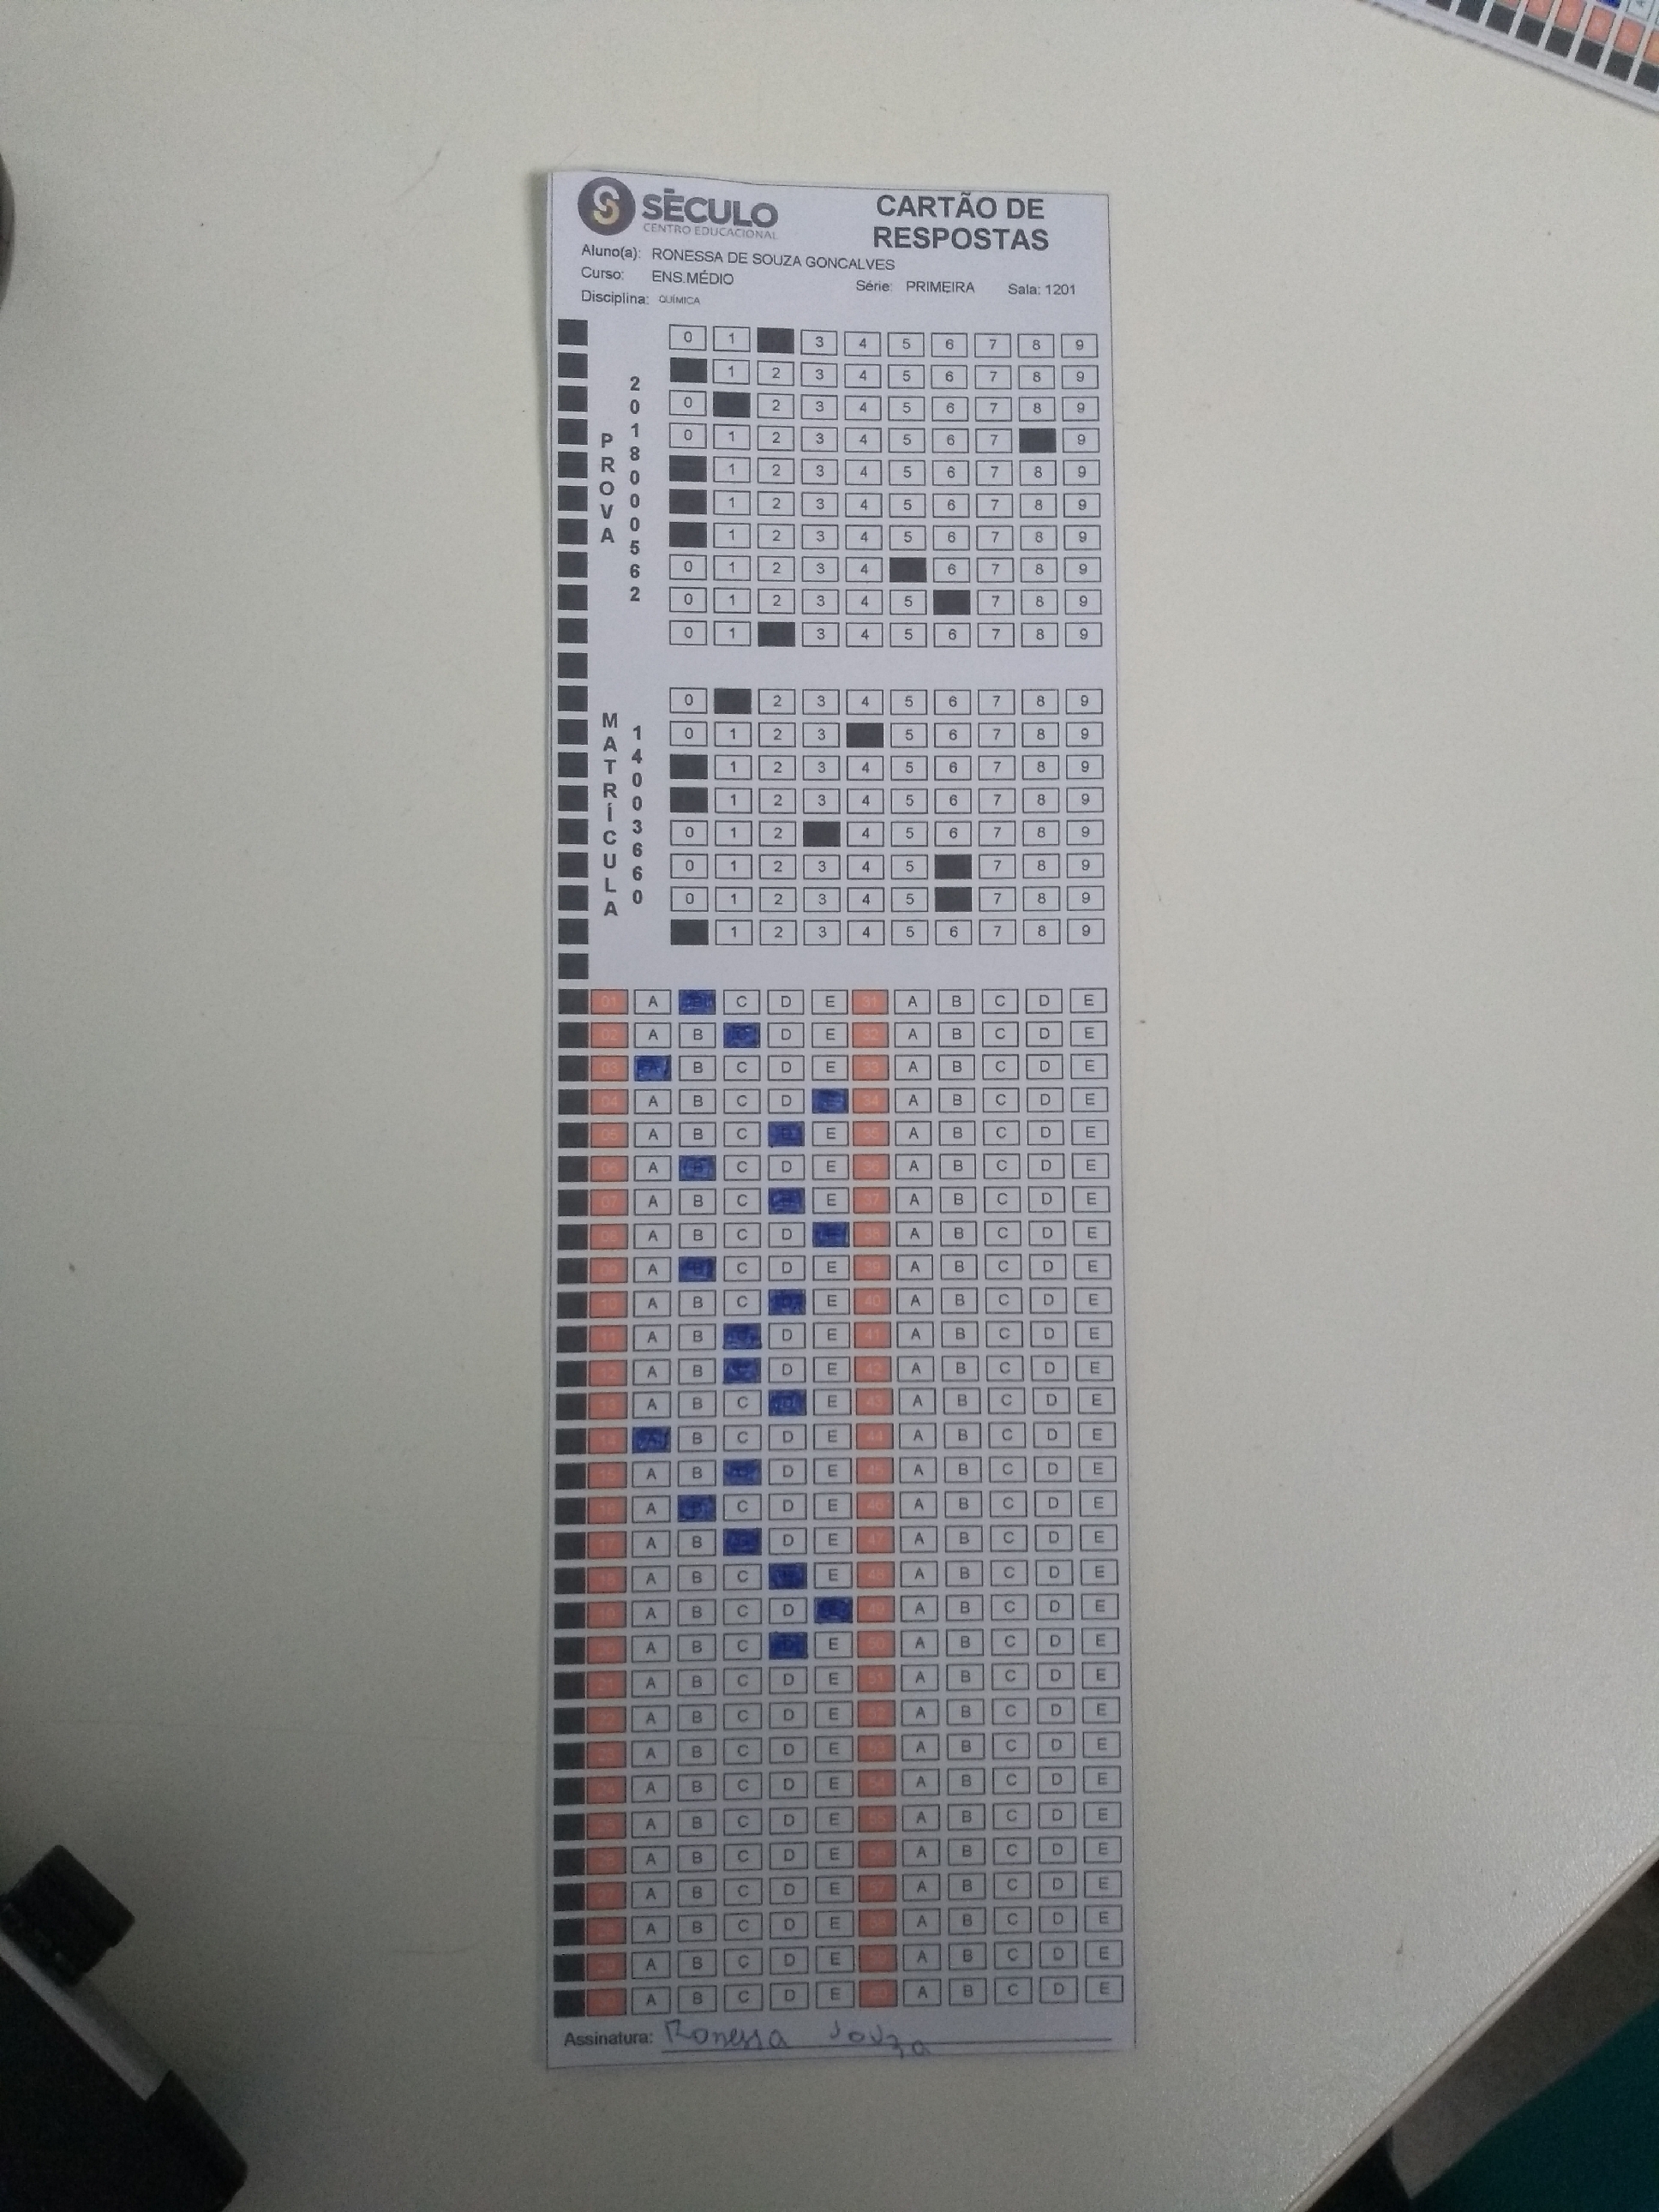 SÉCULO
CENTRO EDUCACIONAL
CARTÃO DE
RESPOSTAS
Aluno(a): RONESSA DE SOUZA GONCALVES
Curso: ENS.MÉDIO
Série: PRIMEIRA Sala: 1201
Disciplina: QUÍMICA
PROVA
2018000562
0 1 3 4 5 6 7 8 9
1 2 3 4 5 6 7 8 9
0 2 3 4 5 6 7 8 9
0 1 2 3 4 5 6 7 9
1 2 3 4 5 6 7 8 9
1 2 3 4 5 6 7 8 9
1 2 3 4 5 6 7 8 9
0 1 2 3 4 6 7 8 9
0 1 2 3 4 5 7 8 9
0 1 3 4 5 6 7 8 9
MATRÍCULA
14003660
0 2 3 4 5 6 7 8 9
0 1 2 3 5 6 7 8 9
1 2 3 4 5 6 7 8 9
1 2 3 4 5 6 7 8 9
0 1 2 4 5 6 7 8 9
0 1 2 3 4 5 7 8 9
0 1 2 3 4 5 7 8 9
1 2 3 4 5 6 7 8 9
01 A C D E 31 A B C D E
02 A B D E 32 A B C D E
03 B C D E 33 A B C D E
04 A B C D 34 A B C D E
05 A B C E 35 A B C D E
06 A C D E 36 A B C D E
07 A B C E 37 A B C D E
08 A B C D 38 A B C D E
09 A C D E 39 A B C D E
10 A B C E 40 A B C D E
11 A B D E 41 A B C D E
12 A B D E 42 A B C D E
13 A B C E 43 A B C D E
14 B C D E 44 A B C D E
15 A B D E 45 A B C D E
16 A C D E 46 A B C D E
17 A B D E 47 A B C D E
18 A B C E 48 A B C D E
19 A B C D 49 A B C D E
20 A B C E 50 A B C D E
21 A B C D E 51 A B C D E
22 A B C D E 52 A B C D E
23 A B C D E 53 A B C D E
24 A B C D E 54 A B C D E
25 A B C D E 55 A B C D E
26 A B C D E 56 A B C D E
27 A B C D E 57 A B C D E
28 A B C D E 58 A B C D E
29 A B C D E 59 A B C D E
30 A B C D E 60 A B C D E
Assinatura: Ronessa Souza